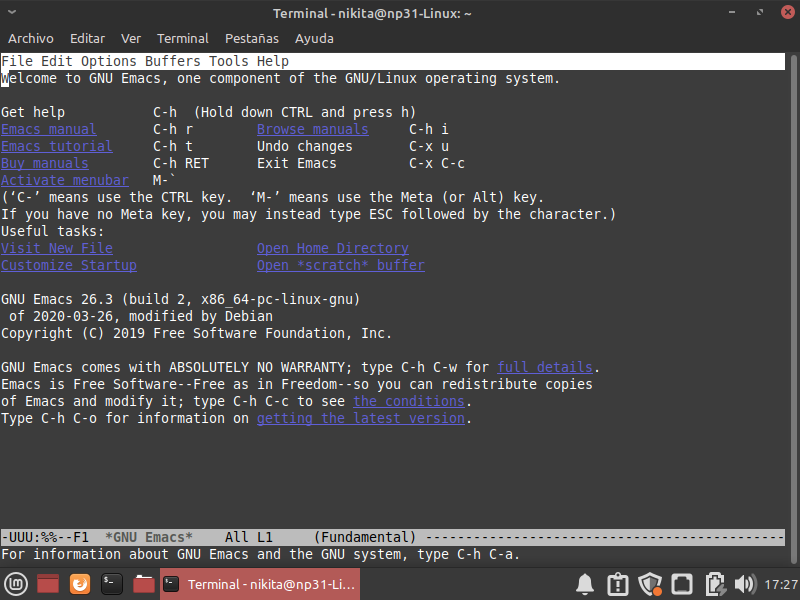 Terminal - nikita@np31-Linux: ~
Archivo Editar Ver Terminal Pestañas Ayuda
File Edit Options Buffers Tools Help
Welcome to GNU Emacs, one component of the GNU/Linux operating system.
Get help C-h (Hold down CTRL and press h)
Emacs manual C-h r Browse manuals C-h i
Emacs tutorial C-h t Undo changes C-x u
Buy manuals C-h RET Exit Emacs C-x C-c
Activate menubar M-`
(‘C-’ means use the CTRL key. ‘M-’ means use the Meta (or Alt) key.
If you have no Meta key, you may instead type ESC followed by the character.)
Useful tasks:
Visit New File Open Home Directory
Customize Startup Open *scratch* buffer
GNU Emacs 26.3 (build 2, x86_64-pc-linux-gnu)
of 2020-03-26, modified by Debian
Copyright (C) 2019 Free Software Foundation, Inc.
GNU Emacs comes with ABSOLUTELY NO WARRANTY; type C-h C-w for full details.
Emacs is Free Software--Free as in Freedom--so you can redistribute copies
of Emacs and modify it; type C-h C-c to see the conditions.
Type C-h C-o for information on getting the latest version.
-UUU:%%--F1 *GNU Emacs* All L1 (Fundamental) ---------------------------------------------
For information about GNU Emacs and the GNU system, type C-h C-a.
Terminal - nikita@np31-Li... 17:27